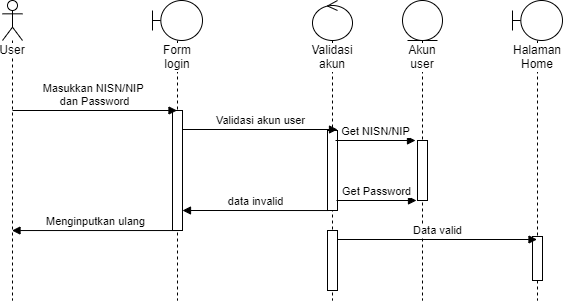 User
Form
login
Validasi
akun
Akun
user
Halaman
Home
Masukkan NISN/NIP
dan Password
Validasi akun user
Get NISN/NIP
Get Password
data invalid
Menginputkan ulang
Data valid